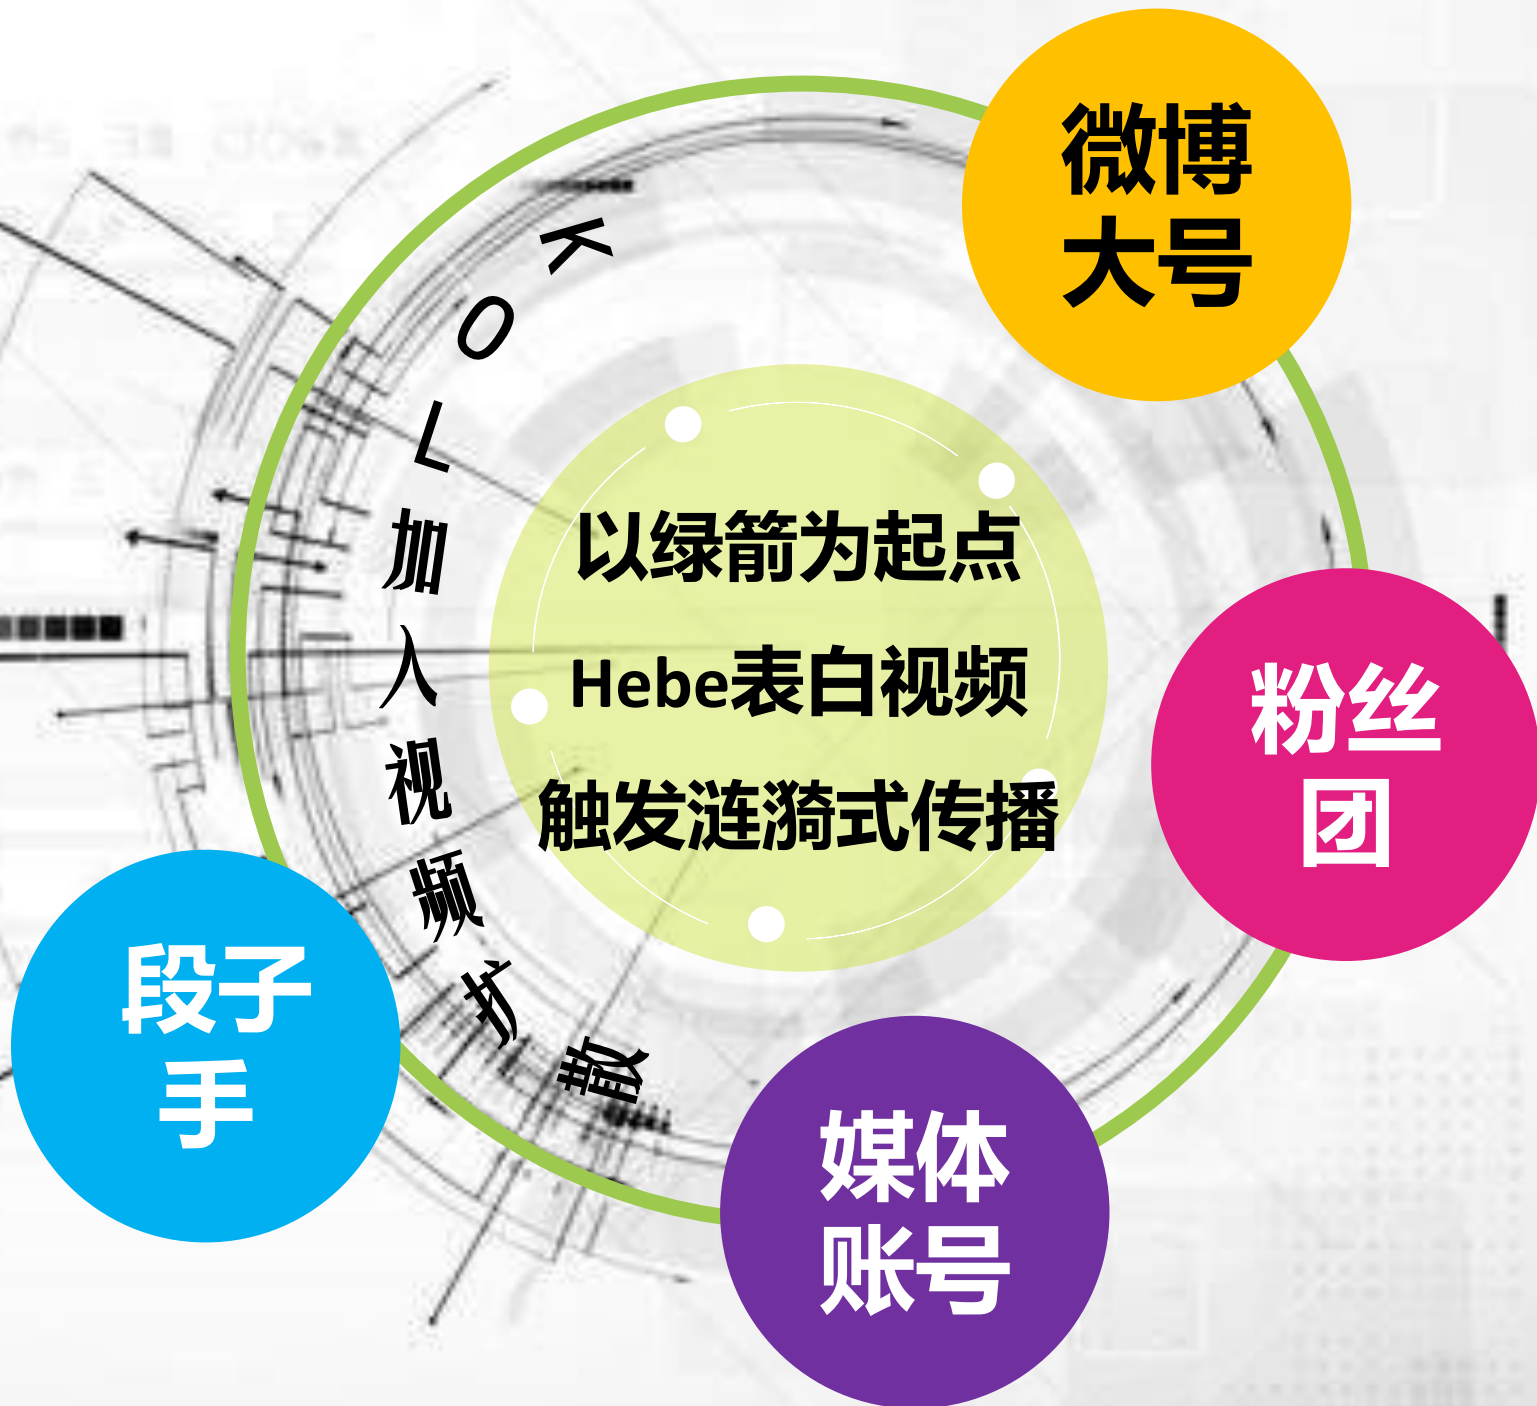 微博
大号
KOL加入视频扩散
以绿箭为起点
Hebe表白视频
触发涟漪式传播
粉丝
团
段子
手
媒体
账号